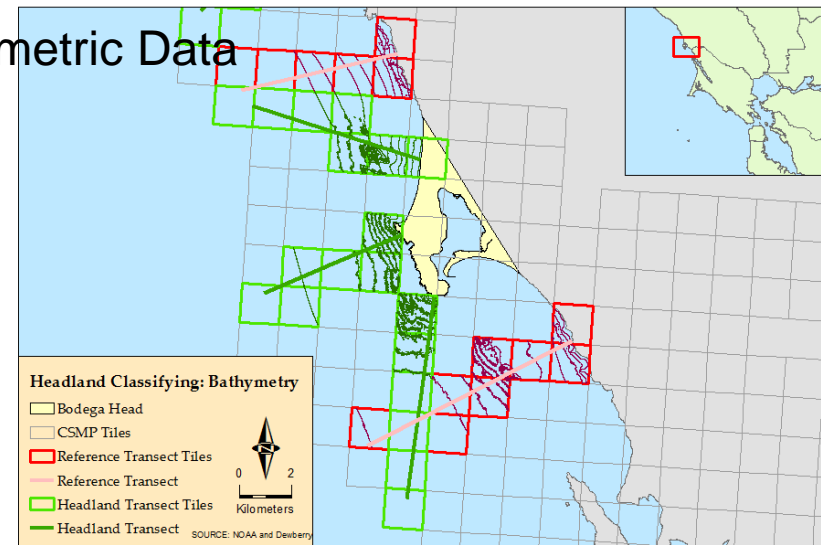 metric Data
Headland Classifying: Bathymetry
Bodega Head
CSMP Tiles
Reference Transect Tiles
Reference Transect
Headland Transect Tiles
Headland Transect
N
0 2
Kilometers
SOURCE: NOAA and Dewberry